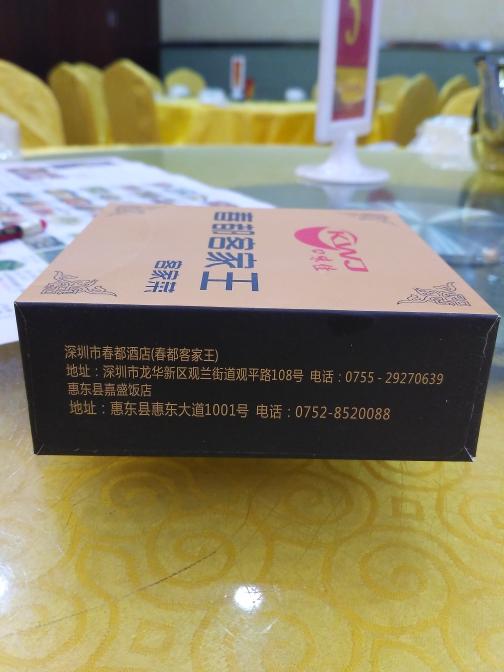 KWJ
春都客家王
客家菜
深圳市春都酒店(春都客家王)
地址：深圳市龙华新区观兰街道观平路108号 电话：0755 - 29270639
惠东县嘉盛饭店
地址：惠东县惠东大道1001号 电话：0752-8520088